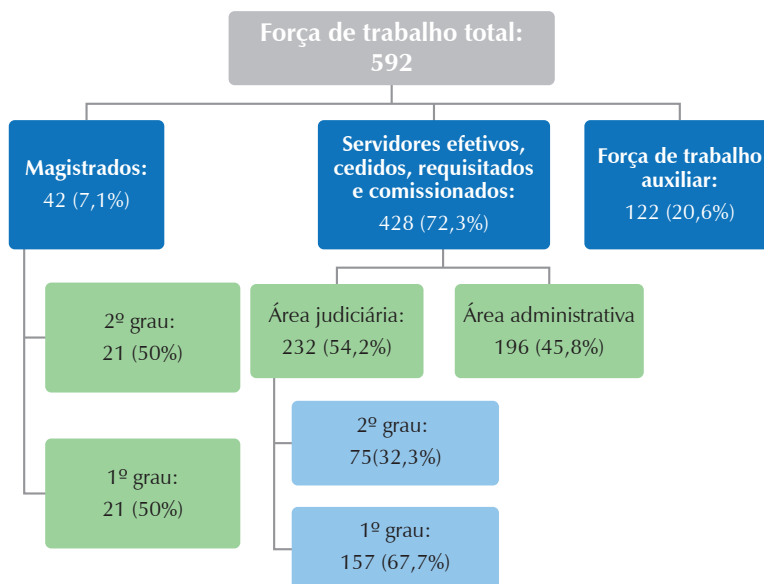 Força de trabalho total:
592
Magistrados:
42 (7,1%)
Servidores efetivos,
cedidos, requisitados
e comissionados:
428 (72,3%)
Força de trabalho
auxiliar:
122 (20,6%)
2º grau:
21 (50%)
1º grau:
21 (50%)
Área judiciária:
232 (54,2%)
Área administrativa
196 (45,8%)
2º grau:
75(32,3%)
1º grau:
157 (67,7%)